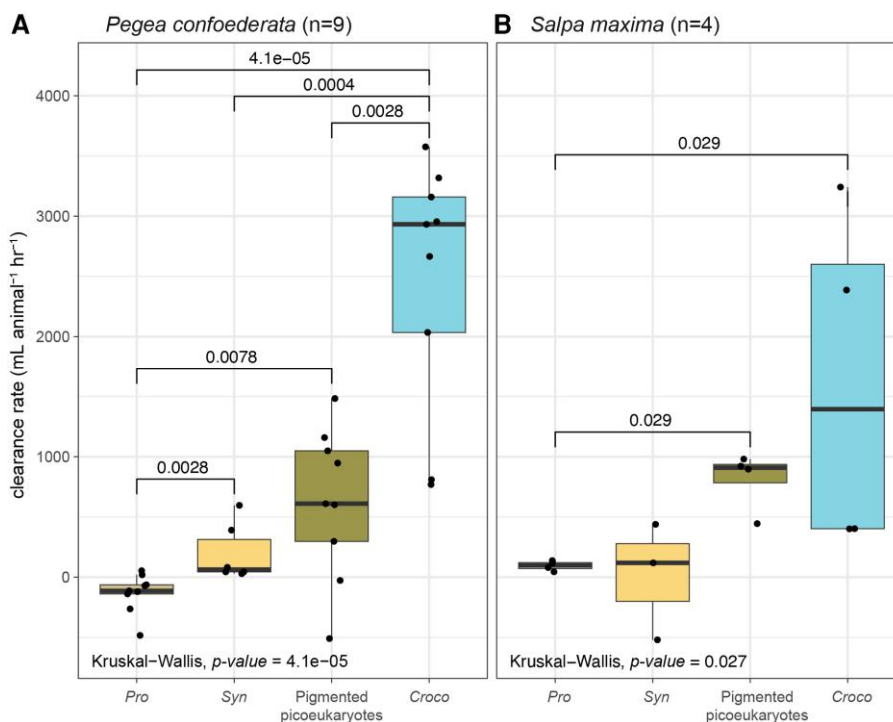 A Pegea confoederata (n=9)
4.1e−05
0.0004
0.0028
0.0078
0.0028
clearance rate (mL animal⁻¹ hr⁻¹)
4000
3000
2000
1000
0
Kruskal−Wallis, p-value = 4.1e−05
Pro
Syn
Pigmented
picoeukaryotes
Croco
B Salpa maxima (n=4)
0.029
0.029
Kruskal−Wallis, p-value = 0.027
Pro
Syn
Pigmented
picoeukaryotes
Croco